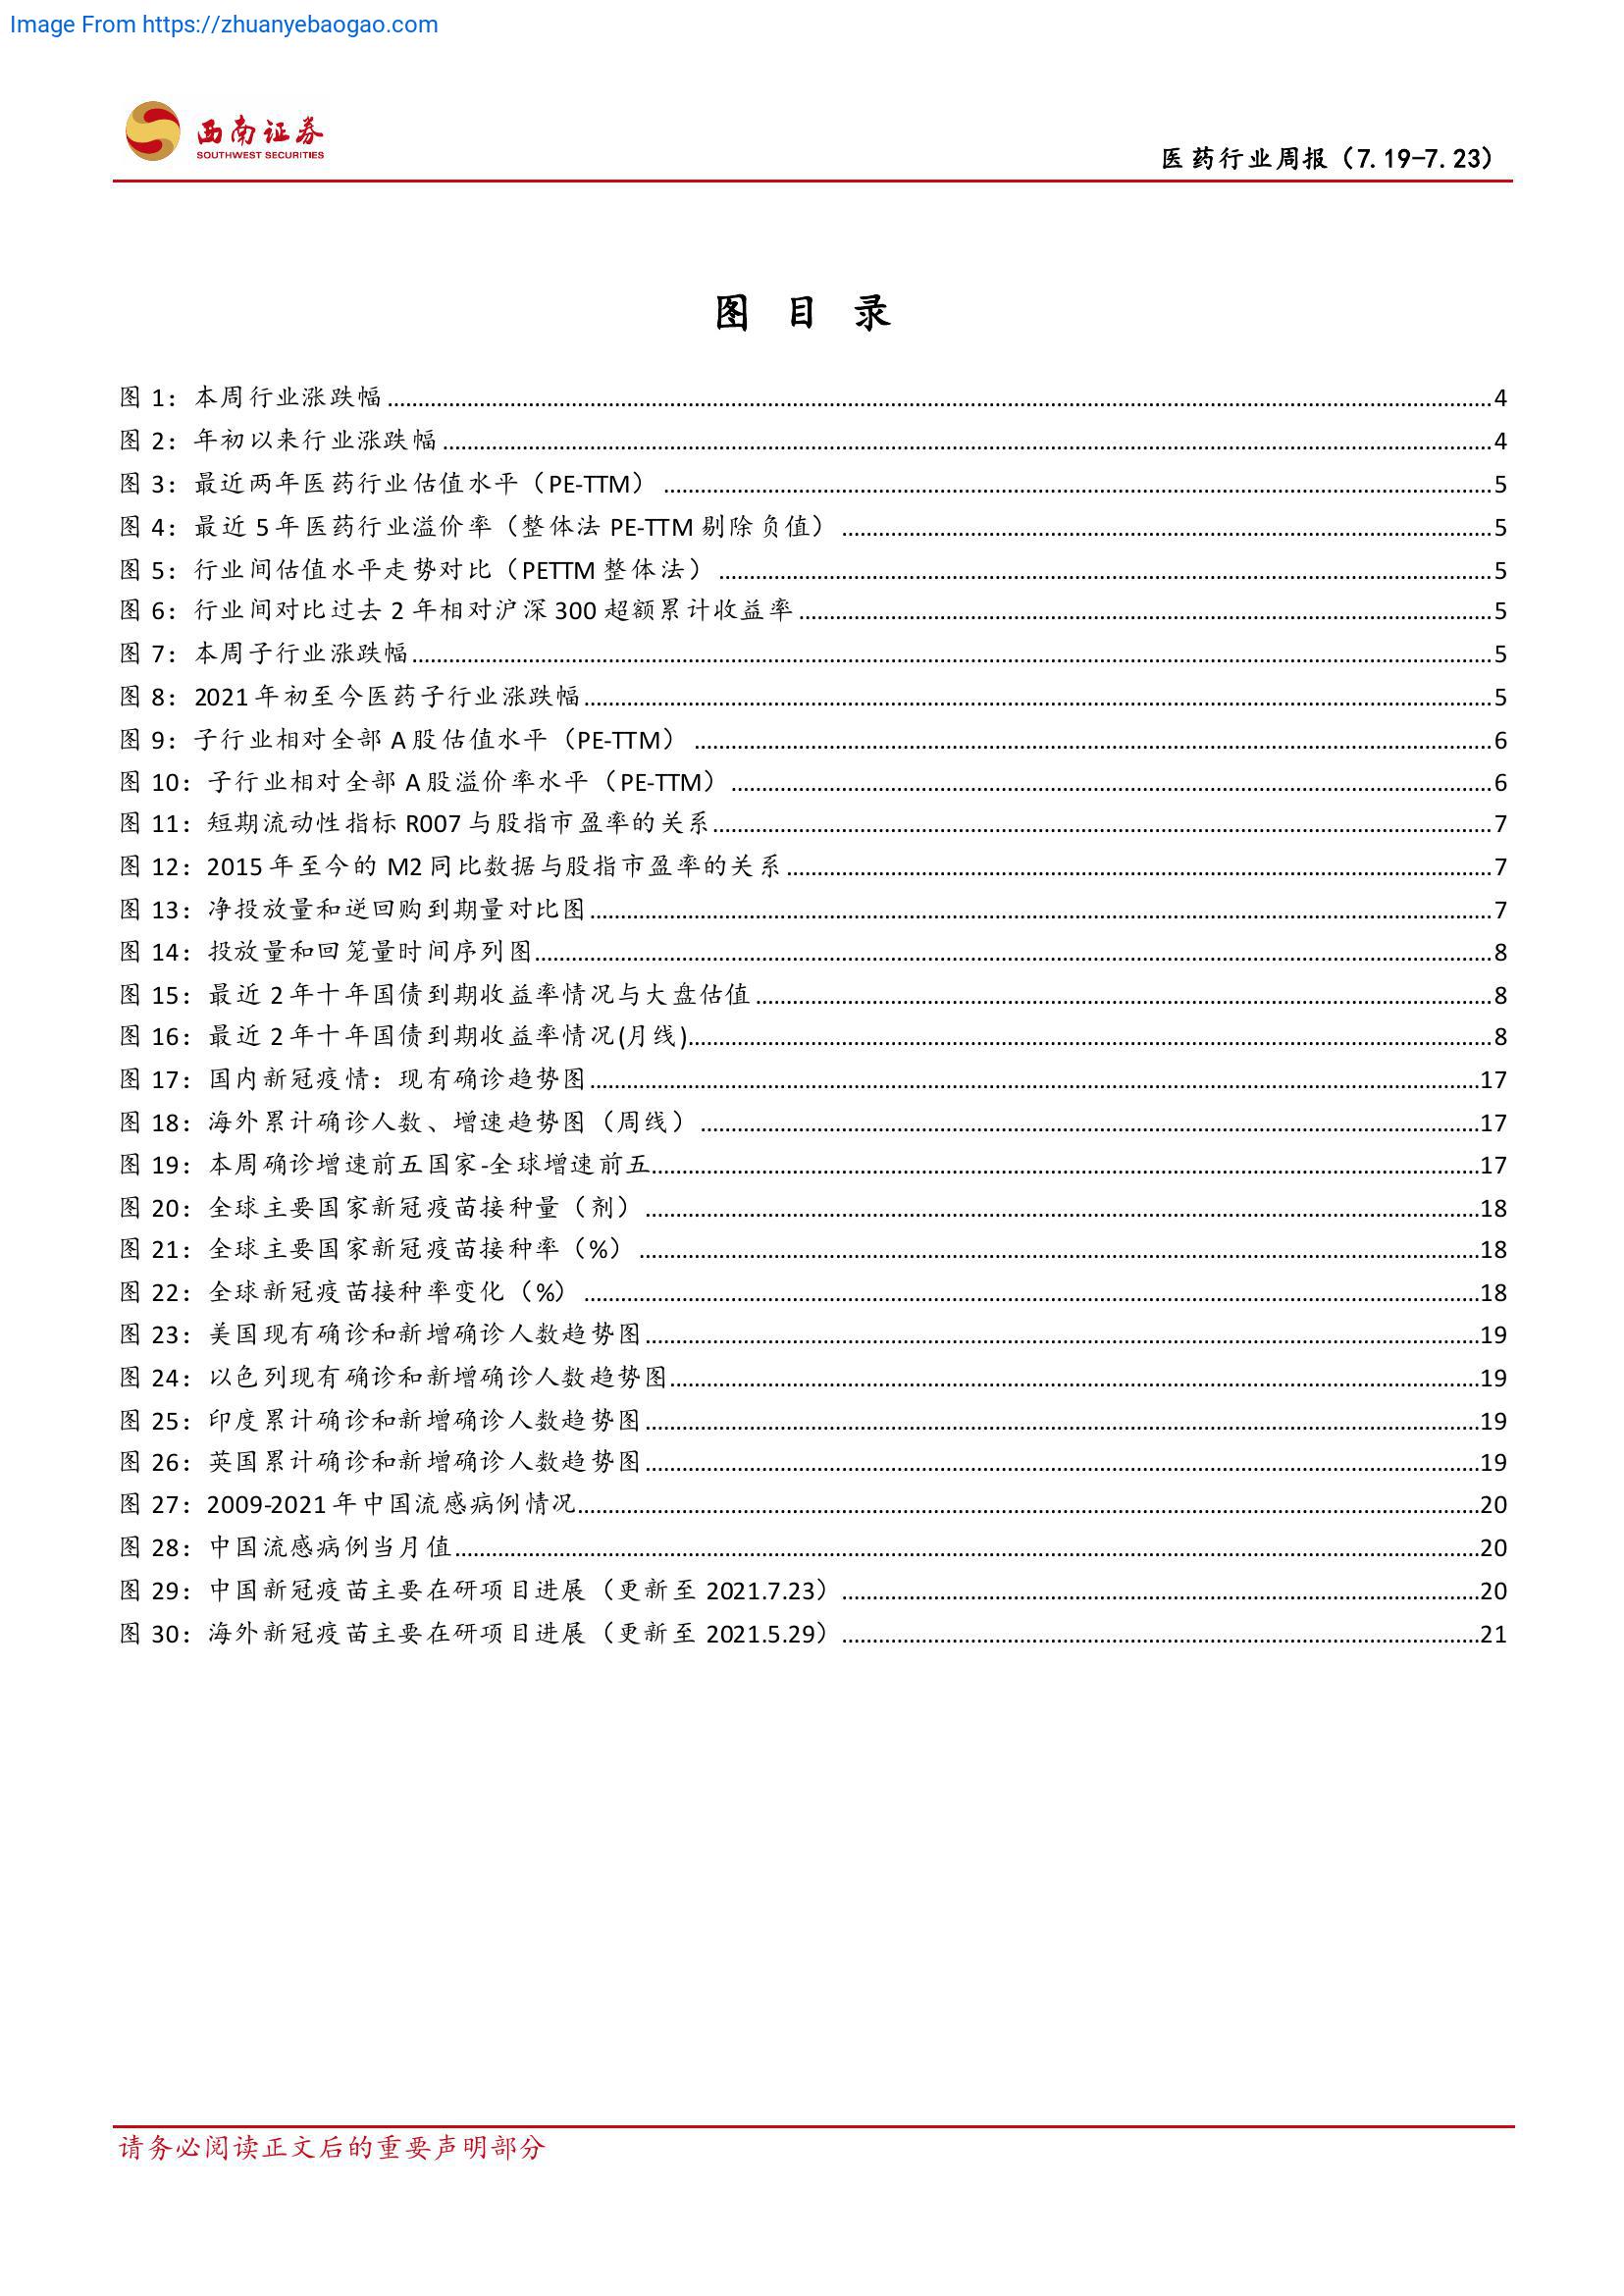 Image From https://zhuanyebaogao.com
西南证券
SOUTHWEST SECURITIES
医药行业周报（7.19-7.23）
图 目 录
图 1：本周行业涨跌幅........4
图 2：年初以来行业涨跌幅........4
图 3：最近两年医药行业估值水平（PE-TTM）........5
图 4：最近 5 年医药行业溢价率（整体法 PE-TTM 剔除负值）........5
图 5：行业间估值水平走势对比（PETTM 整体法）........5
图 6：行业间对比过去 2 年相对沪深 300 超额累计收益率........5
图 7：本周子行业涨跌幅........5
图 8：2021 年初至今医药子行业涨跌幅........5
图 9：子行业相对全部 A 股估值水平（PE-TTM）........6
图 10：子行业相对全部 A 股溢价率水平（PE-TTM）........6
图 11：短期流动性指标 R007 与股指市盈率的关系........7
图 12：2015 年至今的 M2 同比数据与股指市盈率的关系........7
图 13：净投放量和逆回购到期量对比图........7
图 14：投放量和回笼量时间序列图........8
图 15：最近 2 年十年国债到期收益率情况与大盘估值........8
图 16：最近 2 年十年国债到期收益率情况(月线)........8
图 17：国内新冠疫情：现有确诊趋势图........17
图 18：海外累计确诊人数、增速趋势图（周线）........17
图 19：本周确诊增速前五国家-全球增速前五........17
图 20：全球主要国家新冠疫苗接种量（剂）........18
图 21：全球主要国家新冠疫苗接种率（%）........18
图 22：全球新冠疫苗接种率变化（%）........18
图 23：美国现有确诊和新增确诊人数趋势图........19
图 24：以色列现有确诊和新增确诊人数趋势图........19
图 25：印度累计确诊和新增确诊人数趋势图........19
图 26：英国累计确诊和新增确诊人数趋势图........19
图 27：2009-2021 年中国流感病例情况........20
图 28：中国流感病例当月值........20
图 29：中国新冠疫苗主要在研项目进展（更新至 2021.7.23）........20
图 30：海外新冠疫苗主要在研项目进展（更新至 2021.5.29）........21
请务必阅读正文后的重要声明部分